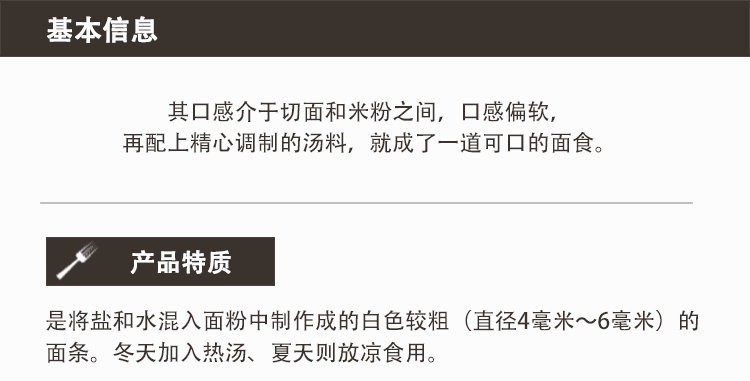 基本信息
其口感介于切面和米粉之间，口感偏软，
再配上精心调制的汤料，就成了一道可口的面食。
产品特质
是将盐和水混入面粉中制作成的白色较粗（直径4毫米～6毫米）的
面条。冬天加入热汤、夏天则放凉食用。